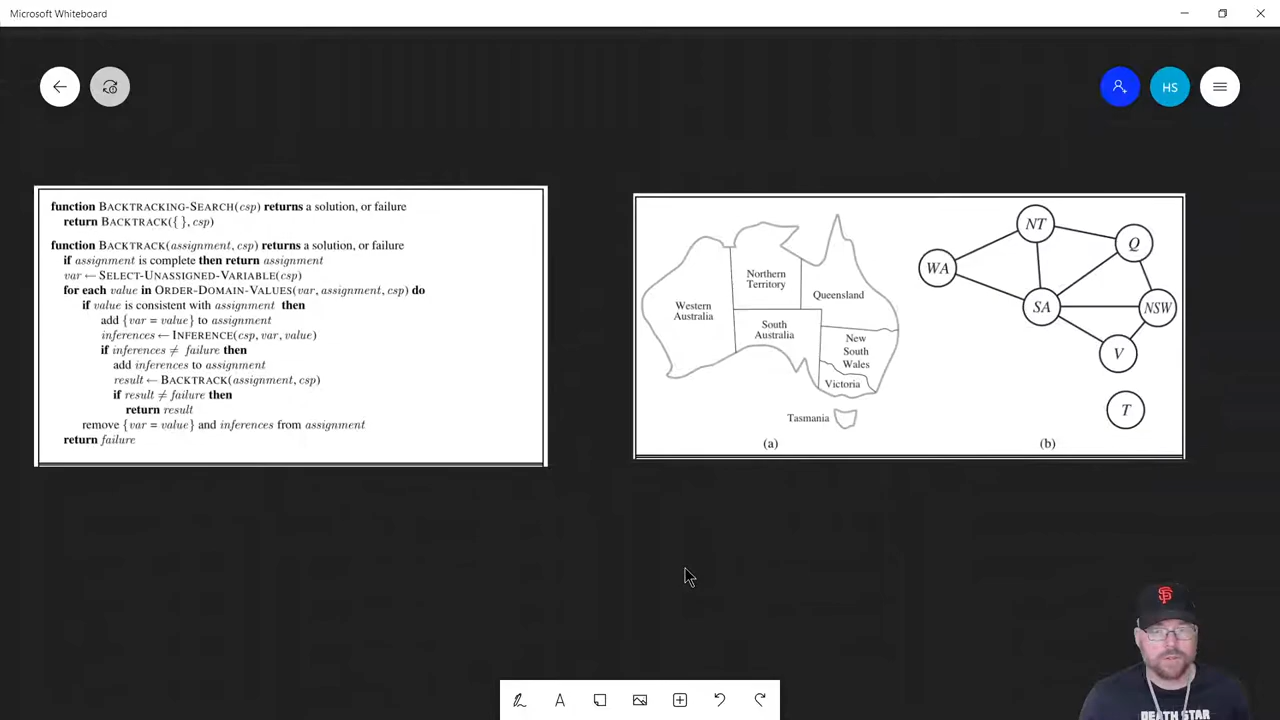 Microsoft Whiteboard
HS
function BACKTRACKING-SEARCH(csp) returns a solution, or failure
return BACKTRACK({ }, csp)
function BACKTRACK(assignment, csp) returns a solution, or failure
if assignment is complete then return assignment
var ← SELECT-UNASSIGNED-VARIABLE(csp)
for each value in ORDER-DOMAIN-VALUES(var, assignment, csp) do
if value is consistent with assignment then
add {var = value} to assignment
inferences ← INFERENCE(csp, var, value)
if inferences ≠ failure then
add inferences to assignment
result ← BACKTRACK(assignment, csp)
if result ≠ failure then
return result
remove {var = value} and inferences from assignment
return failure
Western
Australia
Northern
Territory
South
Australia
Queensland
New
South
Wales
Victoria
Tasmania
(a)
NT
Q
WA
SA
NSW
V
T
(b)
SF
DEATH STAR